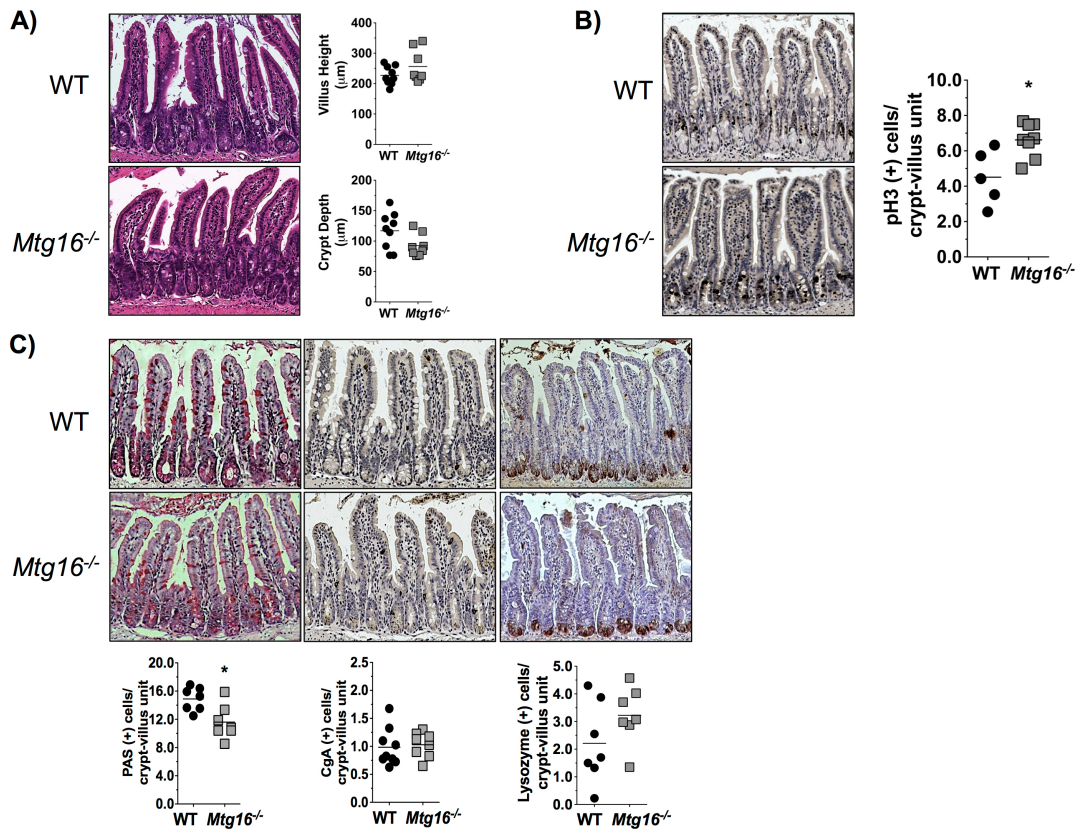 A)
WT
Mtg16-/-
Villus Height
(μm)
400
300
200
100
0
WT Mtg16-/-
Crypt Depth
(μm)
200
150
100
50
0
WT Mtg16-/-
B)
WT
Mtg16-/-
pH3 (+) cells/
crypt-villus unit
10.0
8.0
6.0
4.0
2.0
0.0
*
WT Mtg16-/-
C)
WT
Mtg16-/-
PAS (+) cells/
crypt-villus unit
20.0
16.0
12.0
8.0
4.0
0.0
*
WT Mtg16-/-
CgA (+) cells/
crypt-villus unit
2.5
2.0
1.5
1.0
0.5
0.0
WT Mtg16-/-
Lysozyme (+) cells/
crypt-villus unit
5.0
4.0
3.0
2.0
1.0
0.0
WT Mtg16-/-